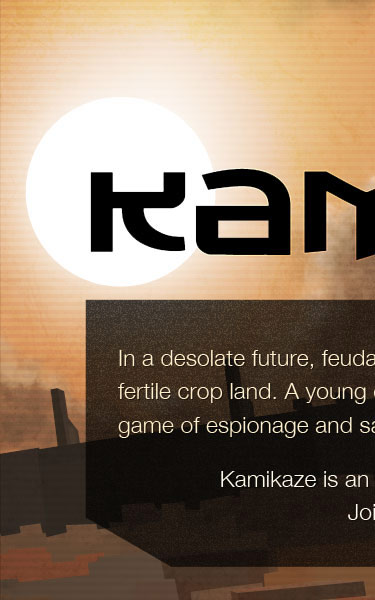 Kam
In a desolate future, feuda
fertile crop land. A young
game of espionage and sa
Kamikaze is an
Joi